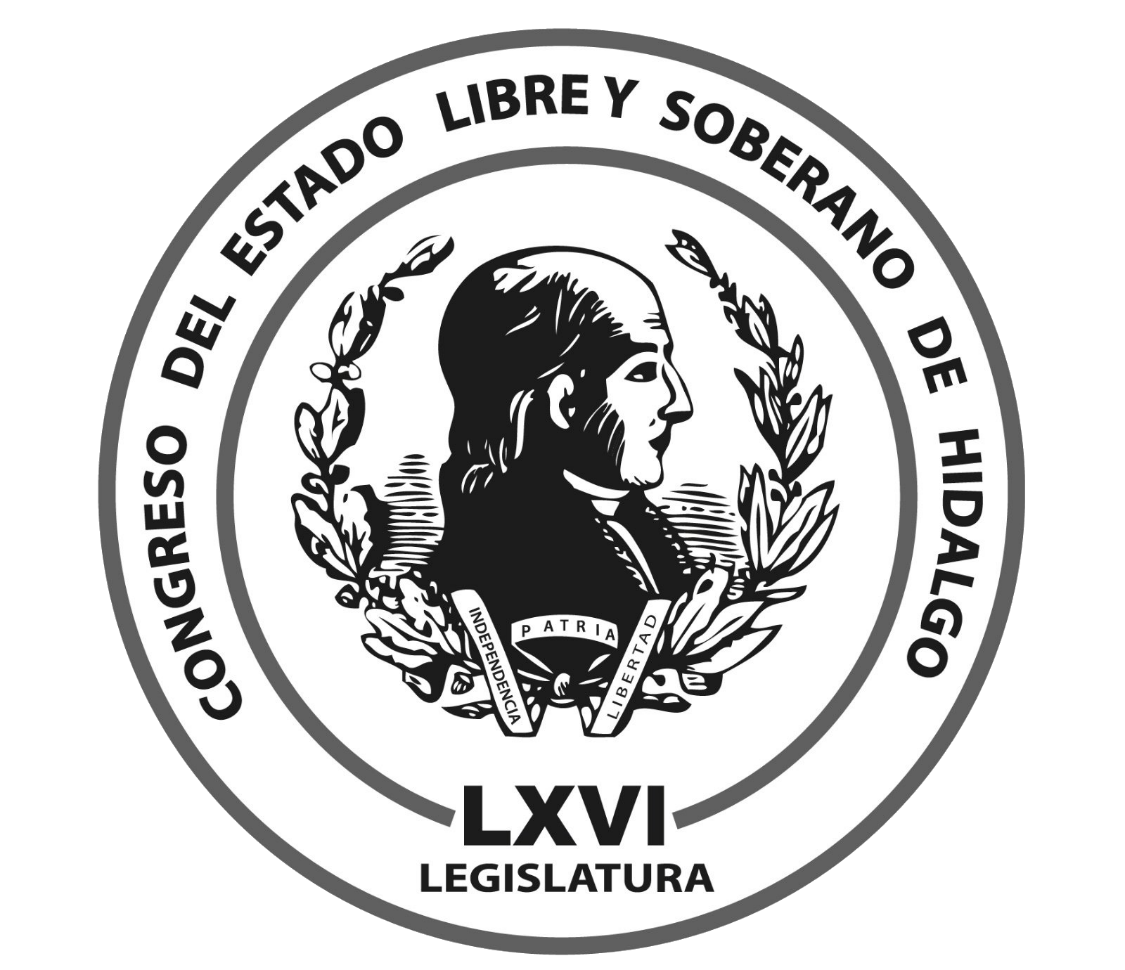 CONGRESO DEL ESTADO LIBRE Y SOBERANO DE HIDALGO
INDEPENDENCIA
PATRIA
LIBERTAD
LXVI
LEGISLATURA